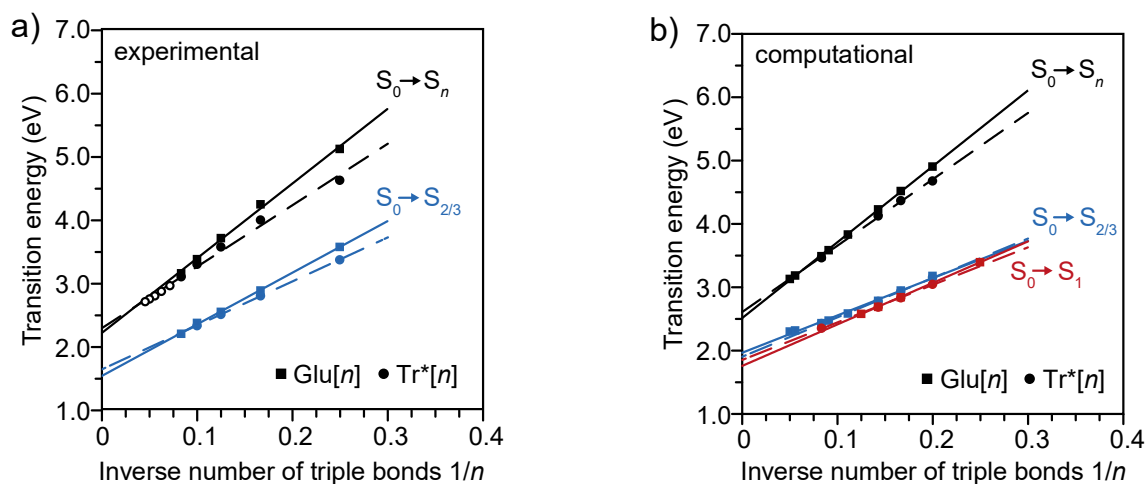 a)
experimental
Transition energy (eV)
7.0
6.0
5.0
4.0
3.0
2.0
1.0
S0→Sn
S0→S2/3
Glu[n]
Tr*[n]
0
0.1
0.2
0.3
0.4
Inverse number of triple bonds 1/n
b)
computational
Transition energy (eV)
7.0
6.0
5.0
4.0
3.0
2.0
1.0
S0→Sn
S0→S2/3
S0→S1
Glu[n]
Tr*[n]
0
0.1
0.2
0.3
0.4
Inverse number of triple bonds 1/n